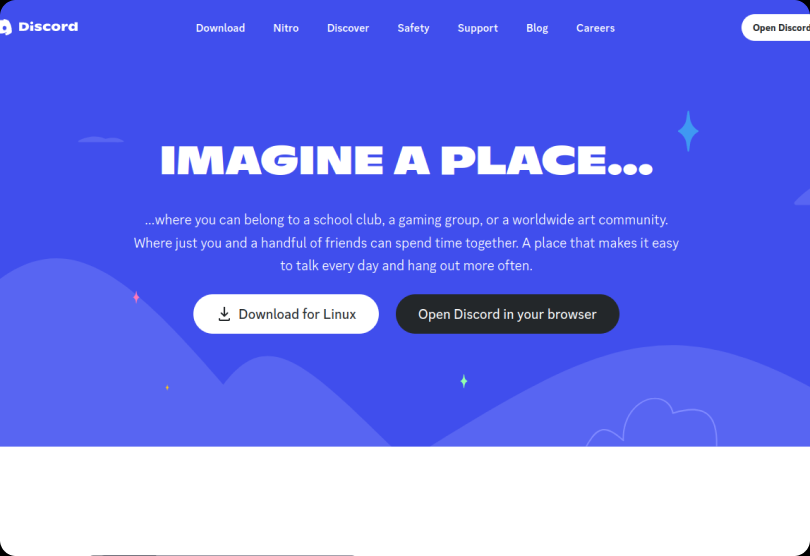 Discord
Download Nitro Discover Safety Support Blog Careers
Open Discord
IMAGINE A PLACE...
...where you can belong to a school club, a gaming group, or a worldwide art community.
Where just you and a handful of friends can spend time together. A place that makes it easy
to talk every day and hang out more often.
Download for Linux
Open Discord in your browser